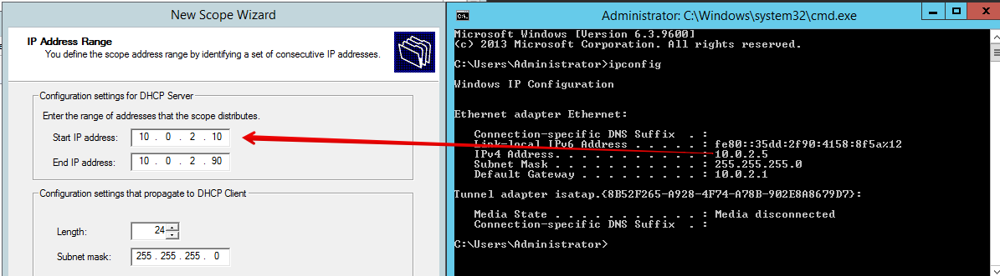 New Scope Wizard
IP Address Range
You define the scope address range by identifying a set of consecutive IP addresses.
Configuration settings for DHCP Server
Enter the range of addresses that the scope distributes.
Start IP address: 10 . 0 . 2 . 10
End IP address: 10 . 0 . 2 . 90
Configuration settings that propagate to DHCP Client
Length: 24
Subnet mask: 255 . 255 . 255 . 0
Administrator: C:\Windows\system32\cmd.exe
Microsoft Windows [Version 6.3.9600]
(c) 2013 Microsoft Corporation. All rights reserved.
C:\Users\Administrator>ipconfig
Windows IP Configuration
Ethernet adapter Ethernet:
Connection-specific DNS Suffix . :
Link-local IPv6 Address . . . . . : fe80::35dd:2f90:4158:8f5a%12
IPv4 Address. . . . . . . . . . . : 10.0.2.5
Subnet Mask . . . . . . . . . . . : 255.255.255.0
Default Gateway . . . . . . . . . : 10.0.2.1
Tunnel adapter isatap.{8B52F265-A928-4F74-A78B-902E8A8679D7}:
Media State . . . . . . . . . . . : Media disconnected
Connection-specific DNS Suffix . :
C:\Users\Administrator>